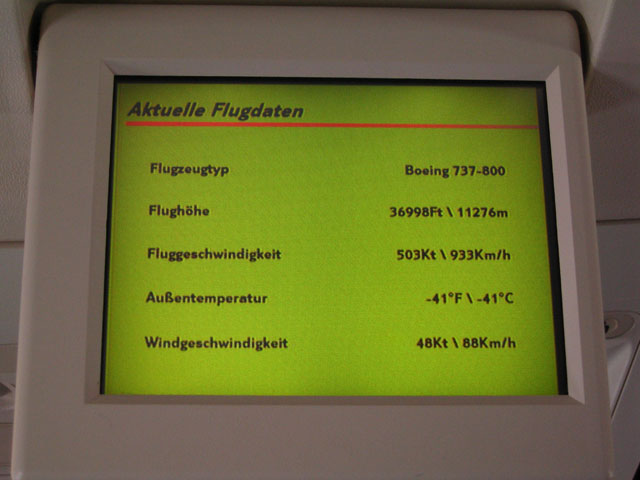 Aktuelle Flugdaten
Flugzeugtyp Boeing 737-800
Flughöhe 36998Ft \ 11276m
Fluggeschwindigkeit 503Kt \ 933Km/h
Außentemperatur -41°F \ -41°C
Windgeschwindigkeit 48Kt \ 88Km/h